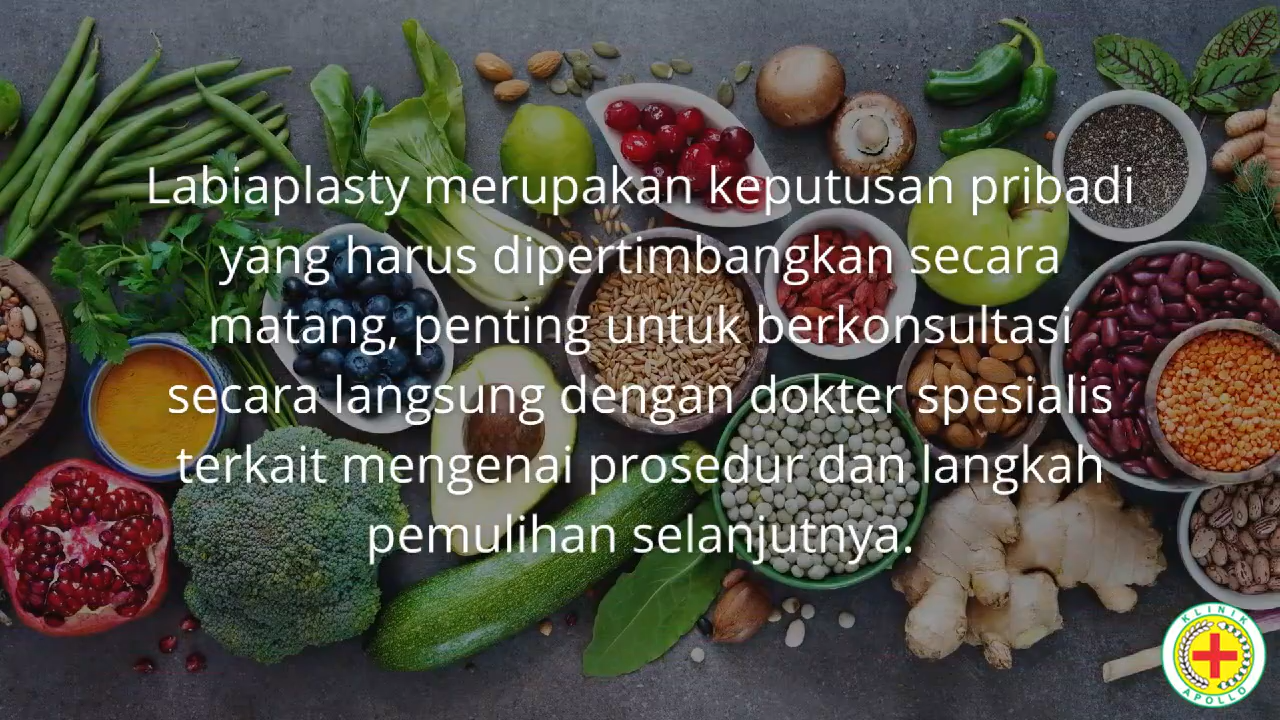 Labiaplasty merupakan keputusan pribadi
yang harus dipertimbangkan secara
matang, penting untuk berkonsultasi
secara langsung dengan dokter spesialis
terkait mengenai prosedur dan langkah
pemulihan selanjutnya.
KLINIK
APOLLO